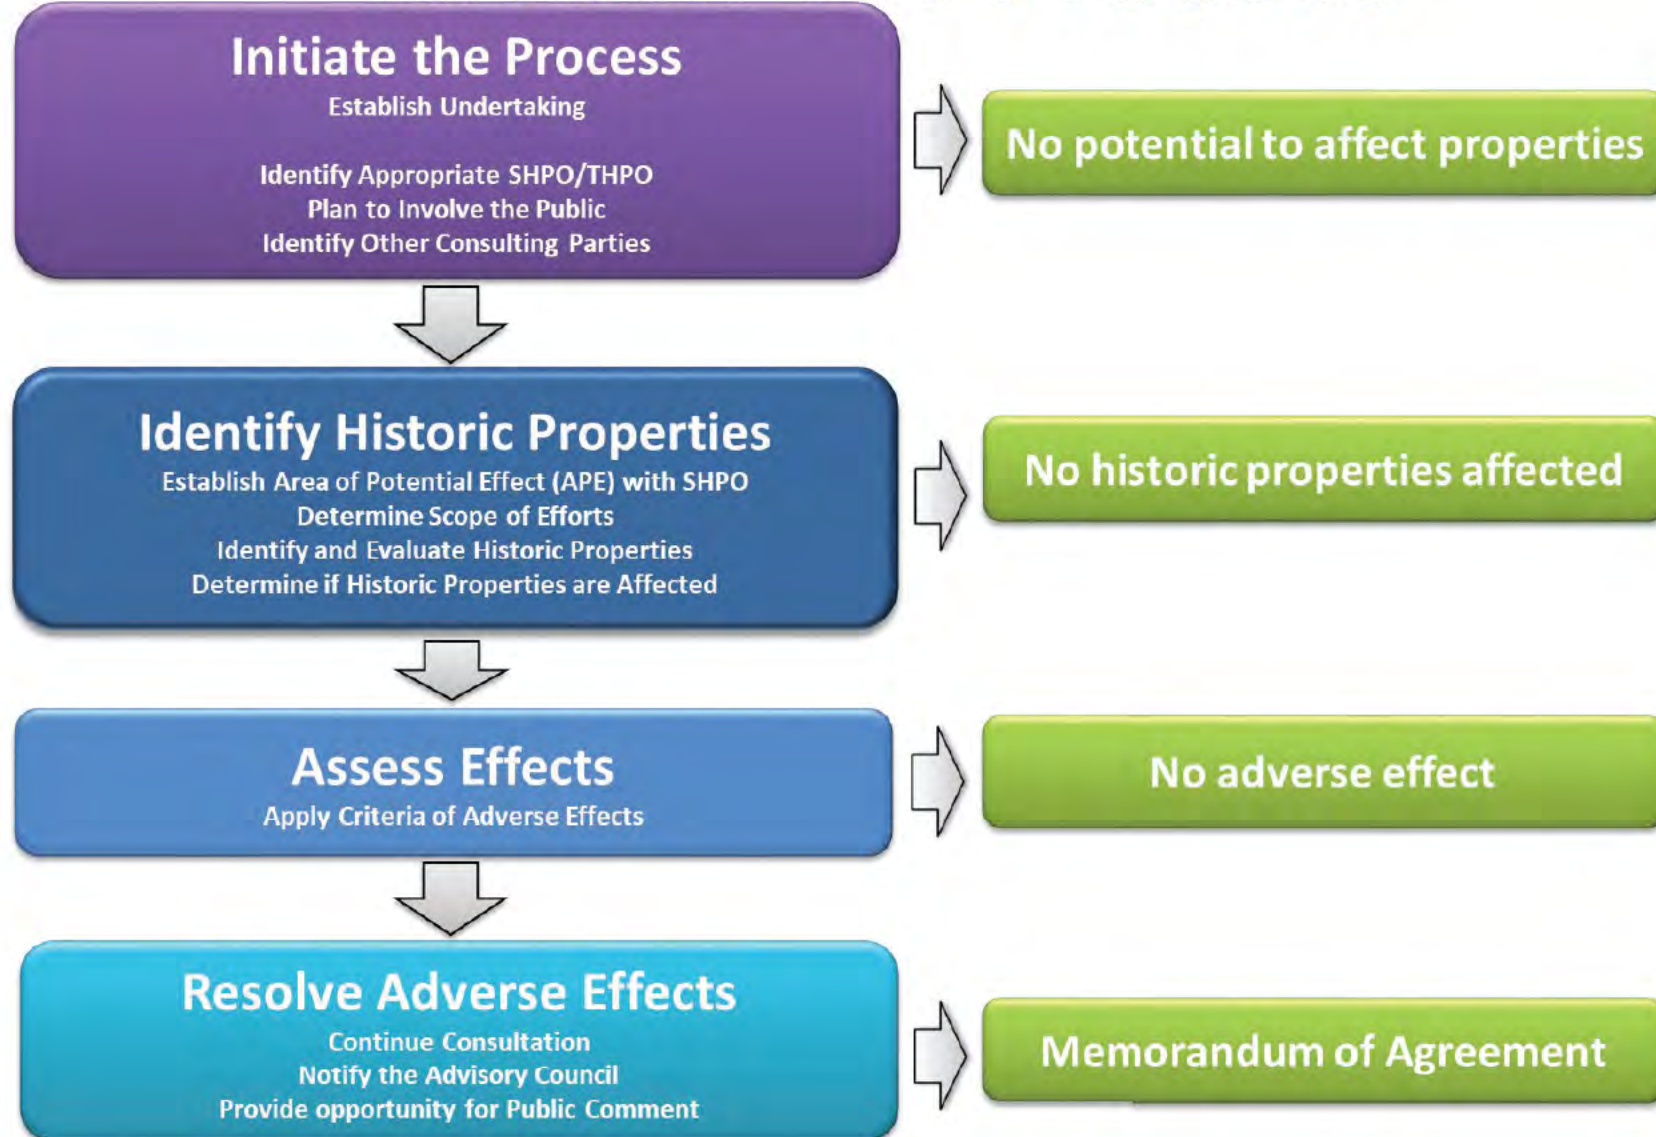 Initiate the Process
Establish Undertaking
Identify Appropriate SHPO/THPO
Plan to Involve the Public
Identify Other Consulting Parties
No potential to affect properties
Identify Historic Properties
Establish Area of Potential Effect (APE) with SHPO
Determine Scope of Efforts
Identify and Evaluate Historic Properties
Determine if Historic Properties are Affected
No historic properties affected
Assess Effects
Apply Criteria of Adverse Effects
No adverse effect
Resolve Adverse Effects
Continue Consultation
Notify the Advisory Council
Provide opportunity for Public Comment
Memorandum of Agreement